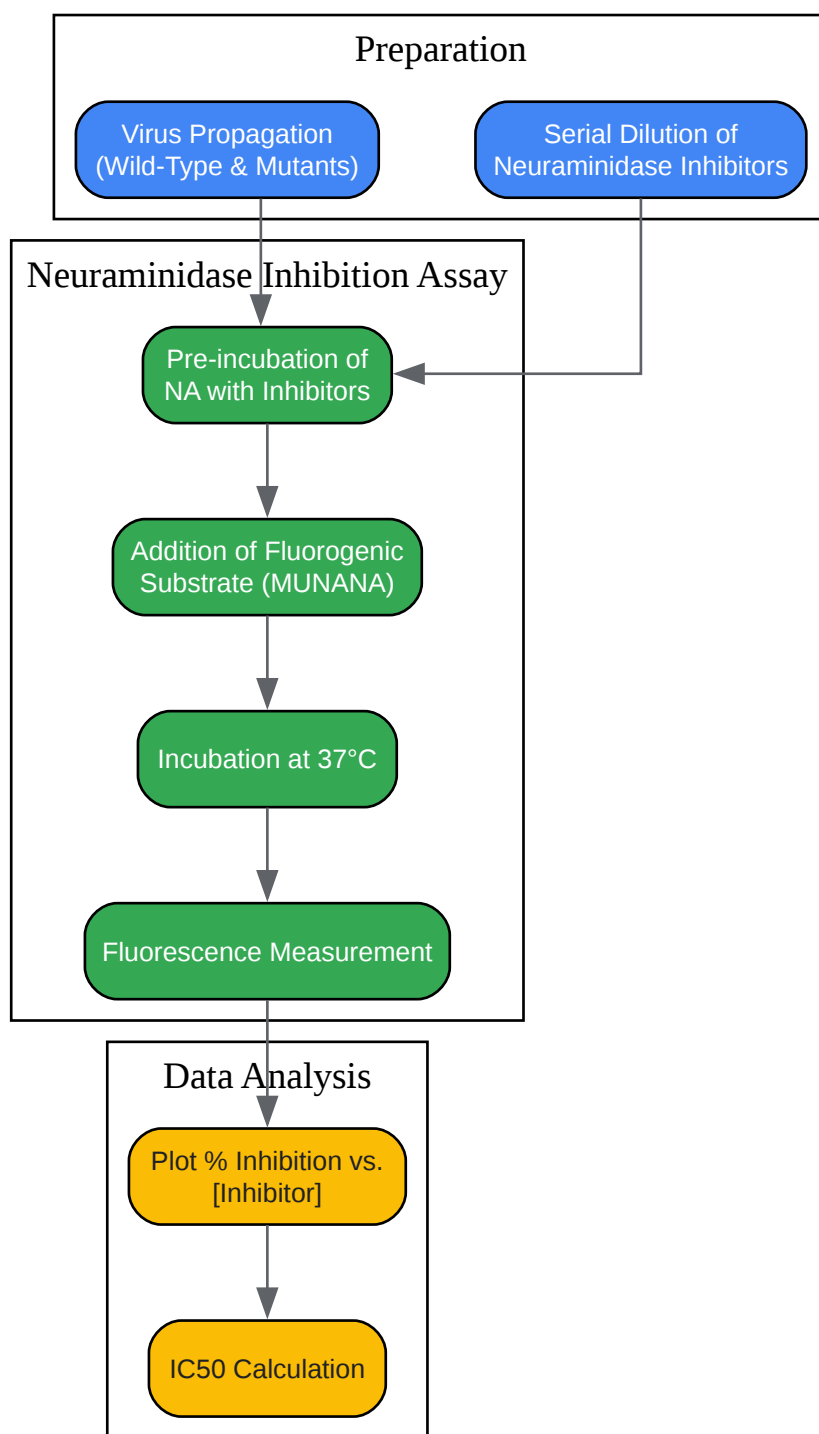 Preparation
Virus Propagation
(Wild-Type & Mutants)
Serial Dilution of
Neuraminidase Inhibitors
Neuraminidase Inhibition Assay
Pre-incubation of
NA with Inhibitors
Addition of Fluorogenic
Substrate (MUNANA)
Incubation at 37°C
Fluorescence Measurement
Data Analysis
Plot % Inhibition vs.
[Inhibitor]
IC50 Calculation